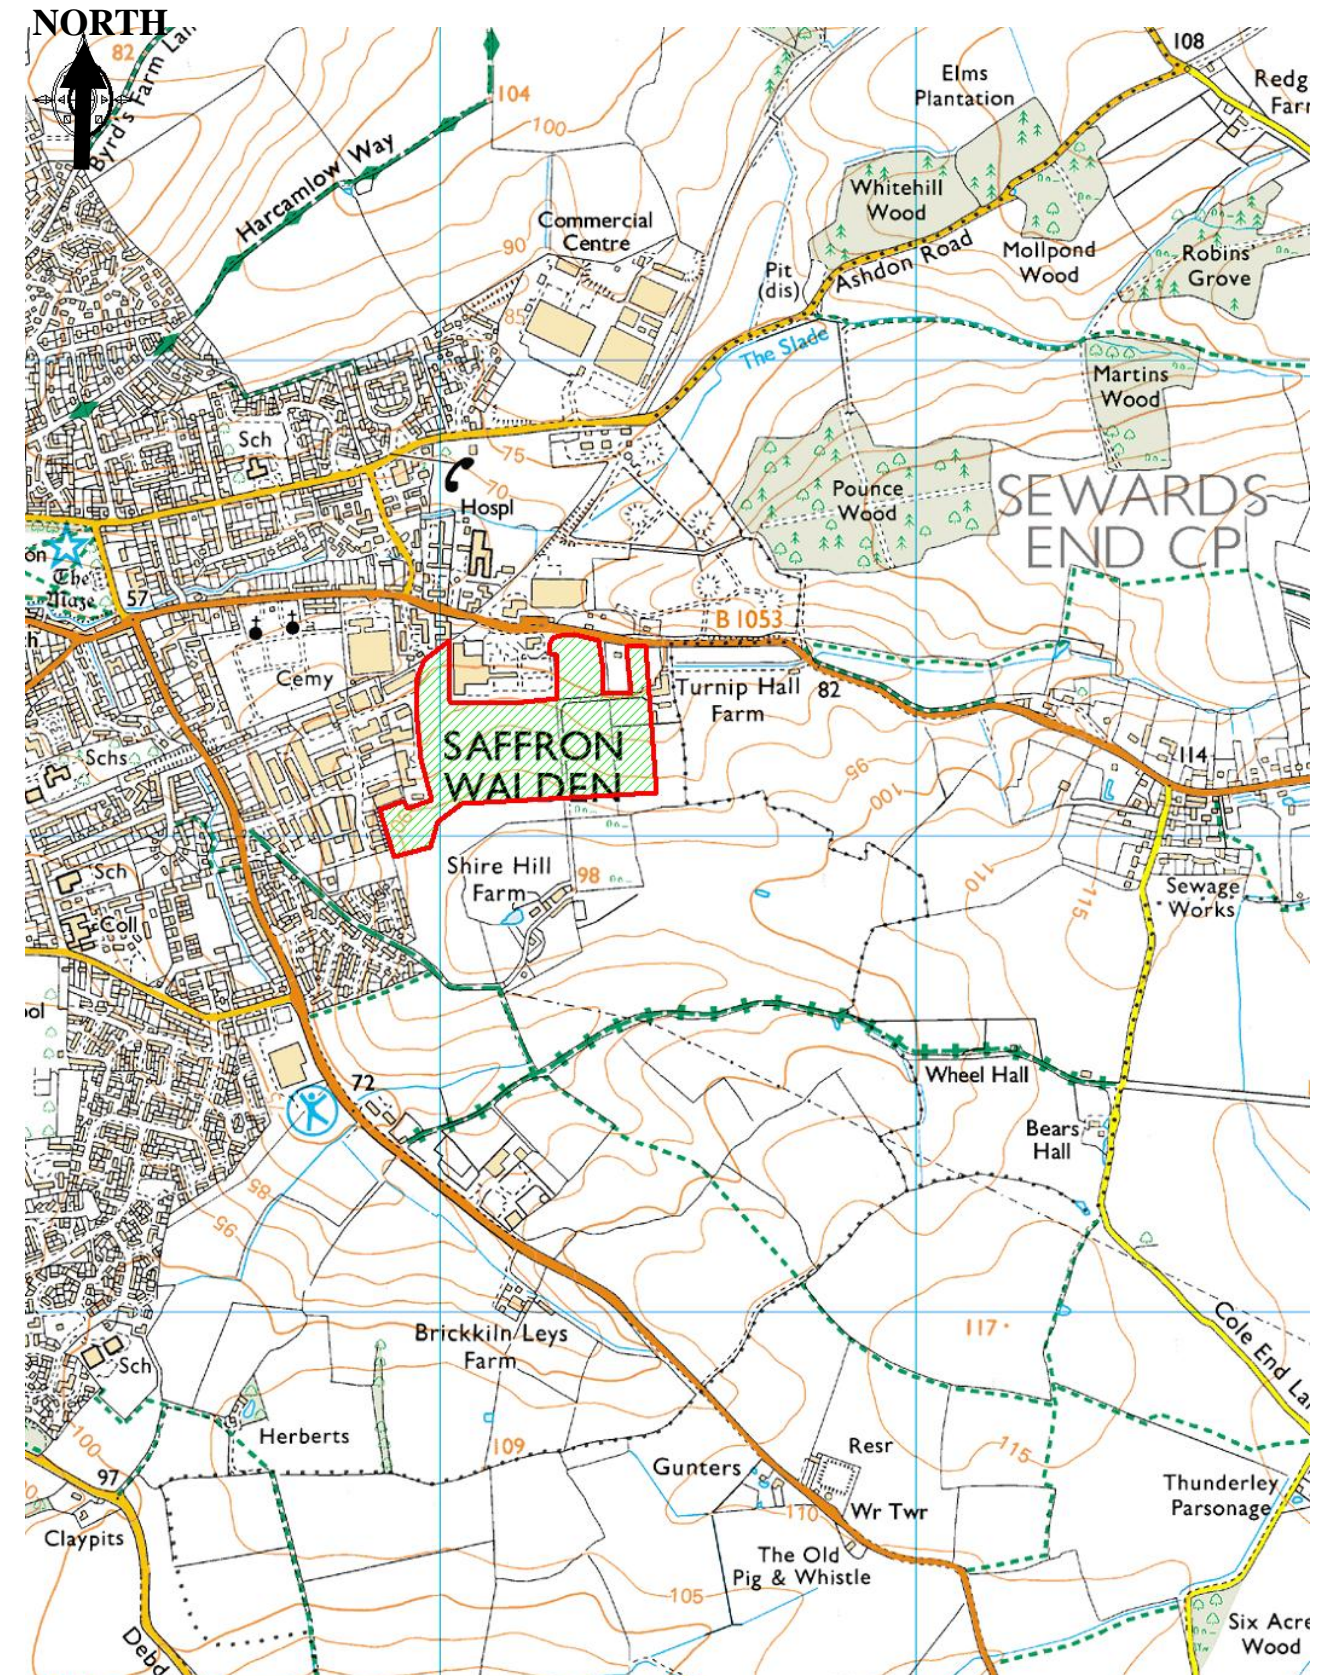 NORTH
82
Byrd's Farm Lan
104
100
Harcamlow Way
90
Commercial
Centre
85
108
Elms
Plantation
Redg
Farr
Whitehill
Wood
Ashdon Road
Mollpond
Wood
Robins
Grove
Pit
(dis)
The Slade
Martins
Wood
Sch
75
70
Hospl
Pounce
Wood
SEWARDS
END CP
on
The
Maze
57
h
B 1053
Cemy
Turnip Hall
Farm
82
114
Schs
SAFFRON
WALDEN
95
100
90
Shire Hill
Farm
98
110
115
Sewage
Works
Sch
Coll
ool
72
Wheel Hall
Bears
Hall
85
95
Brickkiln Leys
Farm
117
Cole End La
Sch
100
Herberts
109
97
Claypits
Gunters
Resr
115
110
Wr Twr
Thunderley
Parsonage
The Old
Pig & Whistle
105
Debd
Six Acre
Wood